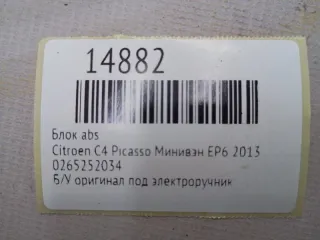 14882
Блок abs
Citroen C4 Picasso Минивэн EP6 2013
0265252034
Б/У оригинал под электроручник